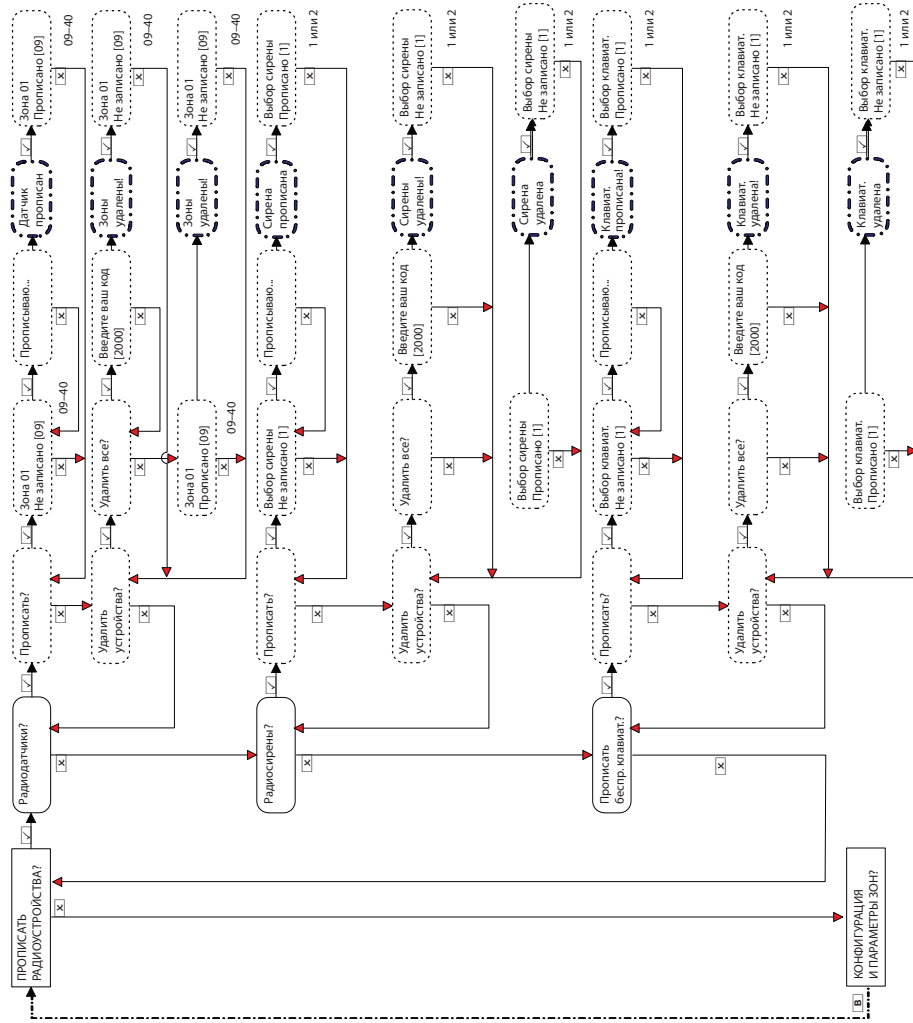 ПРОПИСАТЬ
РАДИОУСТРОЙСТВА?
Радиодатчики?
Прописать?
Зона 01
Не записано [09]
09–40
Прописываю...
Датчик
прописан
Зона 01
Прописано [09]
09–40
Удалить
устройства?
Удалить все?
Введите ваш код
[2000]
Зоны
удалены!
Зона 01
Не записано [09]
09–40
Зона 01
Прописано [09]
09–40
Зоны
удалены!
Зона 01
Не записано [09]
09–40
Радиосирены?
Прописать?
Выбор сирены
Не записано [1]
Прописываю...
Сирена
прописана
Выбор сирены
Прописано [1]
1 или 2
Удалить
устройства?
Удалить все?
Введите ваш код
[2000]
Сирены
удалены!
Выбор сирены
Не записано [1]
1 или 2
Выбор сирены
Прописано [1]
Сирена
удалена
Выбор сирены
Не записано [1]
1 или 2
Прописать
беспр. клавиат.?
Прописать?
Выбор клавиат.
Не записано [1]
Прописываю...
Клавиат.
прописана!
Выбор клавиат.
Прописано [1]
1 или 2
Удалить
устройства?
Удалить все?
Введите ваш код
[2000]
Клавиат.
удалена!
Выбор клавиат.
Не записано [1]
1 или 2
Выбор клавиат.
Прописано [1]
Клавиат.
удалена
Выбор клавиат.
Не записано [1]
1 или 2
КОНФИГУРАЦИЯ
И ПАРАМЕТРЫ ЗОН?
B